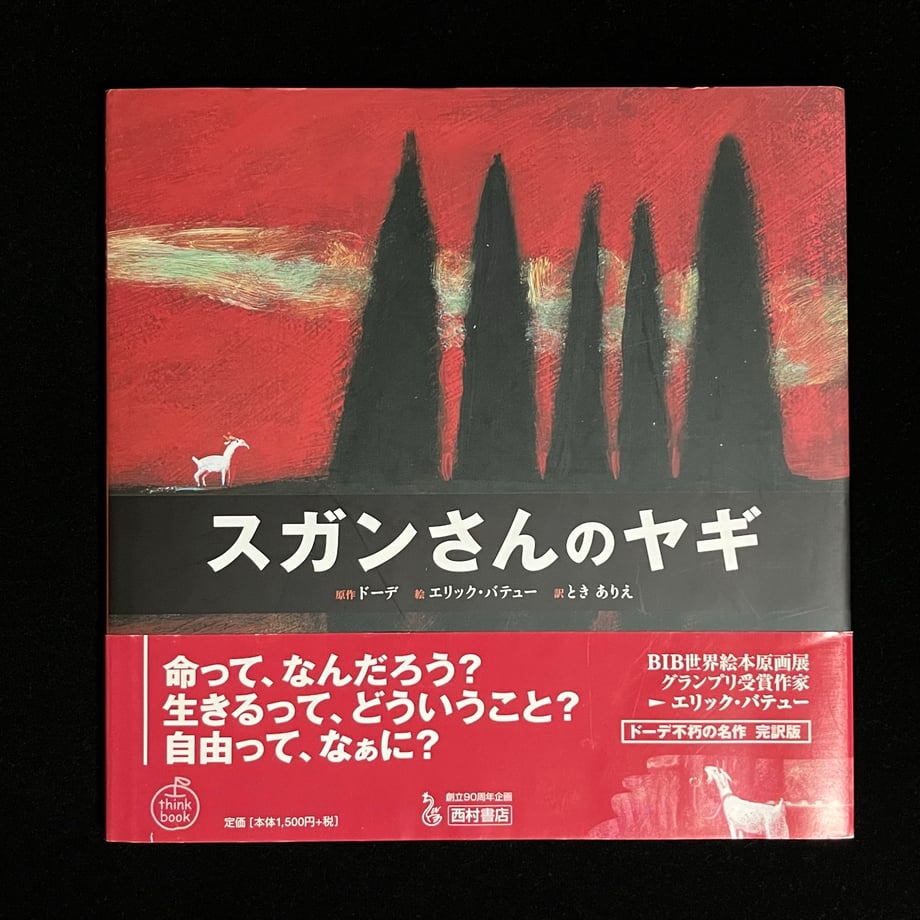 スガンさんのヤギ
原作 ドーデ 絵 エリック・バテュー 訳 とき ありえ
命って、なんだろう?
生きるって、どういうこと?
自由って、なぁに?
BIB世界絵本原画展
グランプリ受賞作家
エリック・バテュー
ドーデ不朽の名作 完訳版
think
book
定価[本体1,500円+税]
創立90周年企画
西村書店